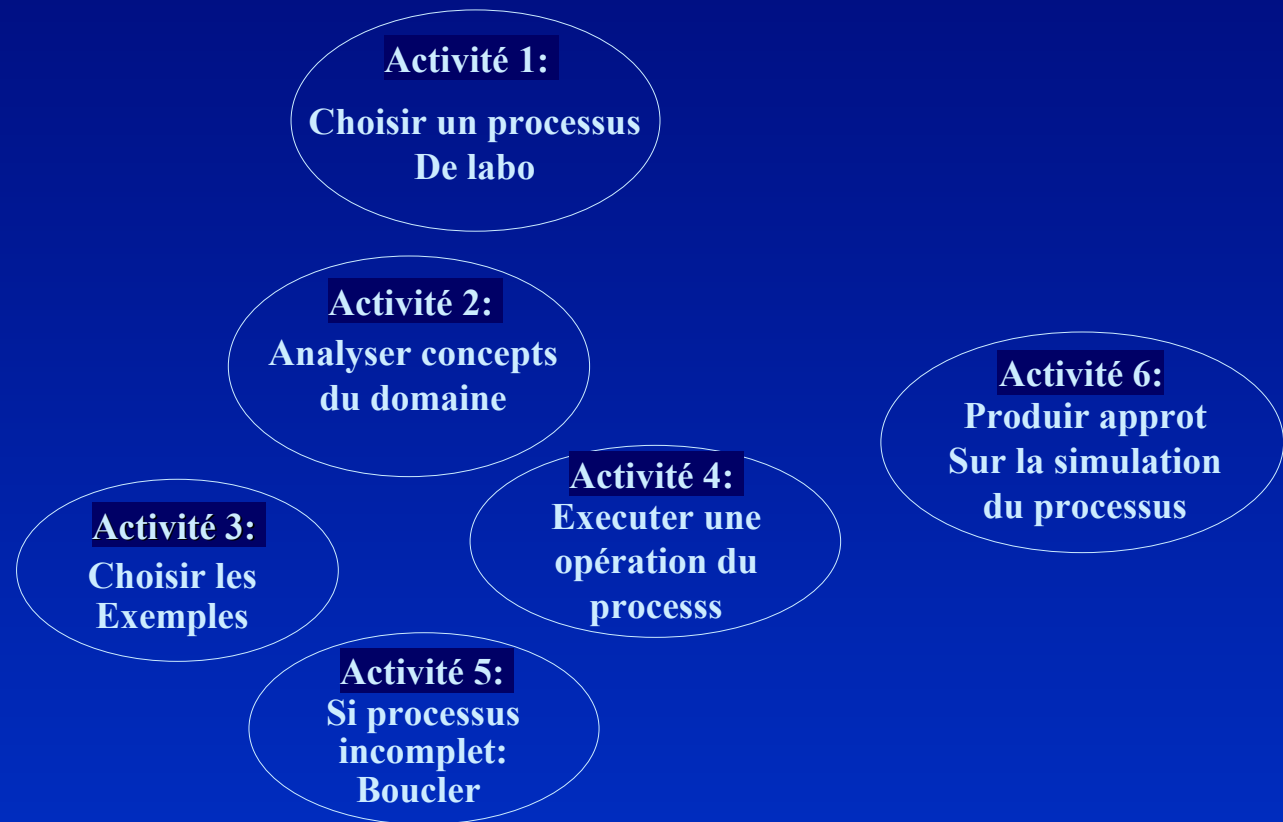 Activité 1:
Choisir un processus
De labo
Activité 2:
Analyser concepts
du domaine
Activité 3:
Choisir les
Exemples
Activité 4:
Executer une
opération du
processs
Activité 5:
Si processus
incomplet:
Boucler
Activité 6:
Produir approt
Sur la simulation
du processus